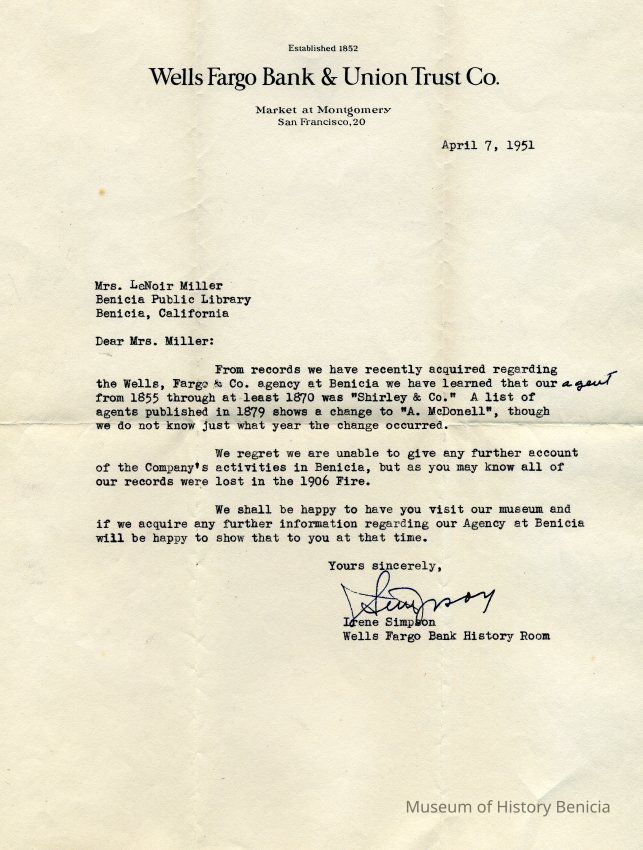 Established 1852
Wells Fargo Bank & Union Trust Co.
Market at Montgomery
San Francisco, 20
April 7, 1951
Mrs. LeNoir Miller
Benicia Public Library
Benicia, California
Dear Mrs. Miller:
From records we have recently acquired regarding
the Wells, Fargo & Co. agency at Benicia we have learned that our agent
from 1855 through at least 1870 was "Shirley & Co." A list of
agents published in 1879 shows a change to "A. McDonell", though
we do not know just what year the change occurred.
We regret we are unable to give any further account
of the Company's activities in Benicia, but as you may know all of
our records were lost in the 1906 Fire.
We shall be happy to have you visit our museum and
if we acquire any further information regarding our Agency at Benicia
will be happy to show that to you at that time.
Yours sincerely,
I Simpson
Irene Simpson
Wells Fargo Bank History Room
Museum of History Benicia